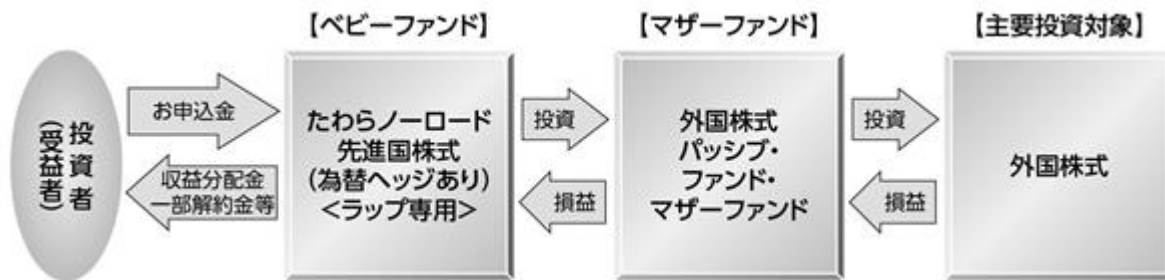 【ベビーファンド】
【マザーファンド】
【主要投資対象】
投資者
(受益者)
お申込金
収益分配金
一部解約金等
たわらノーロード
先進国株式
(為替ヘッジあり)
<ラップ専用>
投資
損益
外国株式
パッシブ・
ファンド・
マザーファンド
投資
損益
外国株式